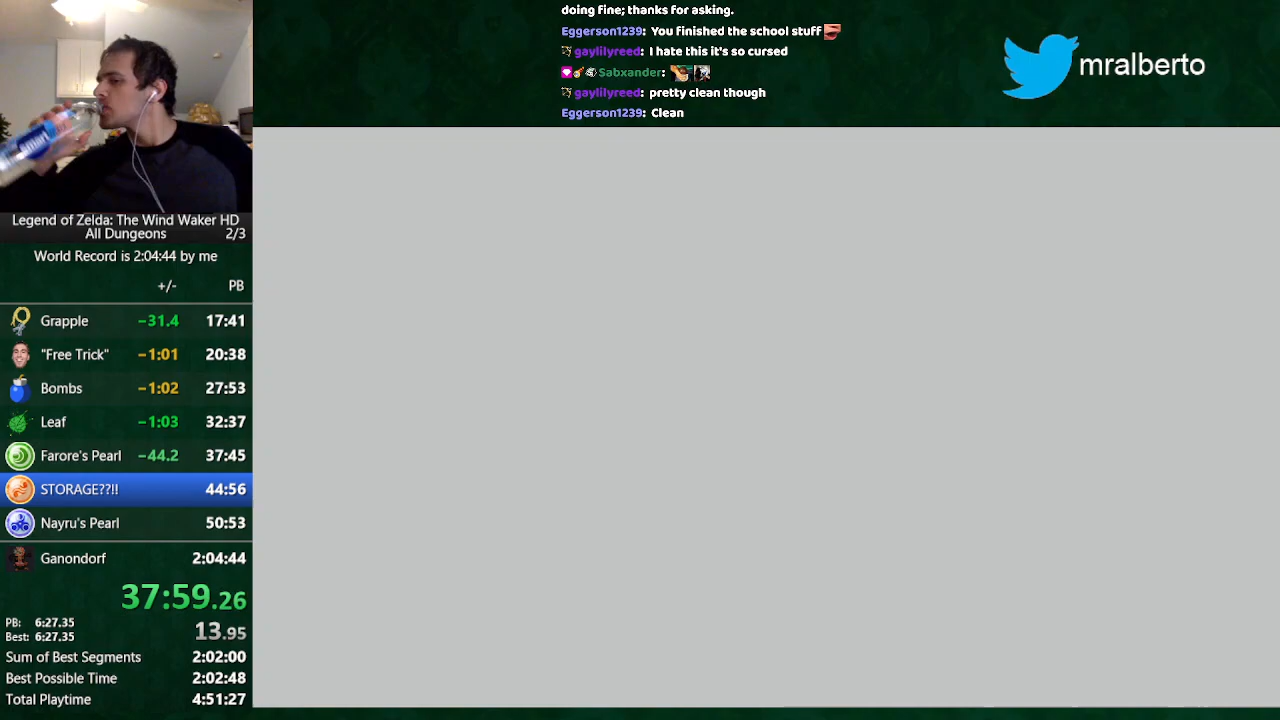 doing fine; thanks for asking.
Eggerson1239: You finished the school stuff
gaylilyreed: I hate this it's so cursed
Sabxander:
gaylilyreed: pretty clean though
Eggerson1239: Clean
mralberto
Legend of Zelda: The Wind Waker HD
All Dungeons 2/3
World Record is 2:04:44 by me
+/- PB
Grapple −31.4 17:41
"Free Trick" −1:01 20:38
Bombs −1:02 27:53
Leaf −1:03 32:37
Farore's Pearl −44.2 37:45
STORAGE??!! 44:56
Nayru's Pearl 50:53
Ganondorf 2:04:44
37:59.26
PB: 6:27.35
Best: 6:27.35
13.95
Sum of Best Segments 2:02:00
Best Possible Time 2:02:48
Total Playtime 4:51:27